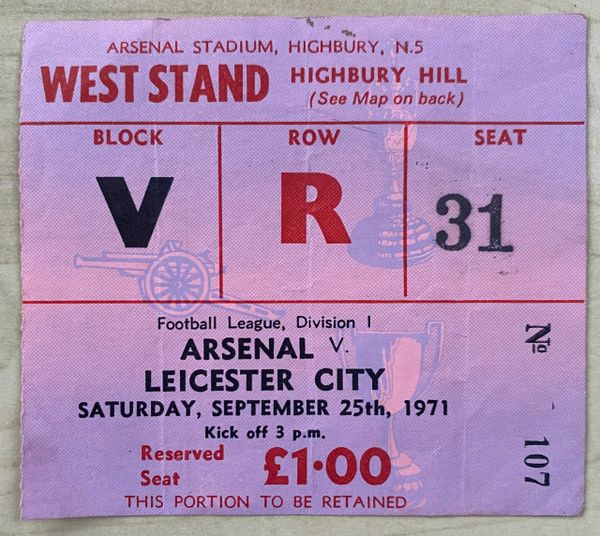 ARSENAL STADIUM, HIGHBURY, N.5
WEST STAND HIGHBURY HILL
(See Map on back)
BLOCK ROW SEAT
V R 31
Football League, Division I
ARSENAL V.
LEICESTER CITY
SATURDAY, SEPTEMBER 25th, 1971
Kick off 3 p.m.
Reserved Seat £1·00
THIS PORTION TO BE RETAINED
No 107